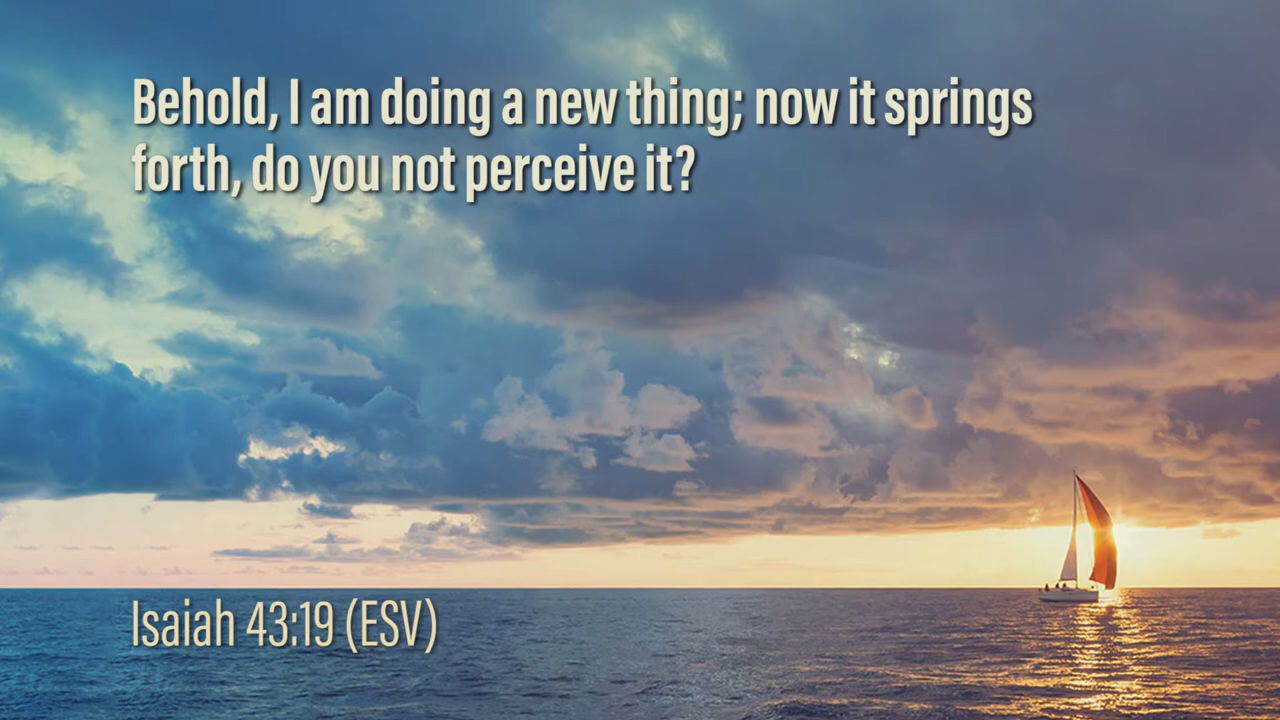 Behold, I am doing a new thing; now it springs
forth, do you not perceive it?
Isaiah 43:19 (ESV)